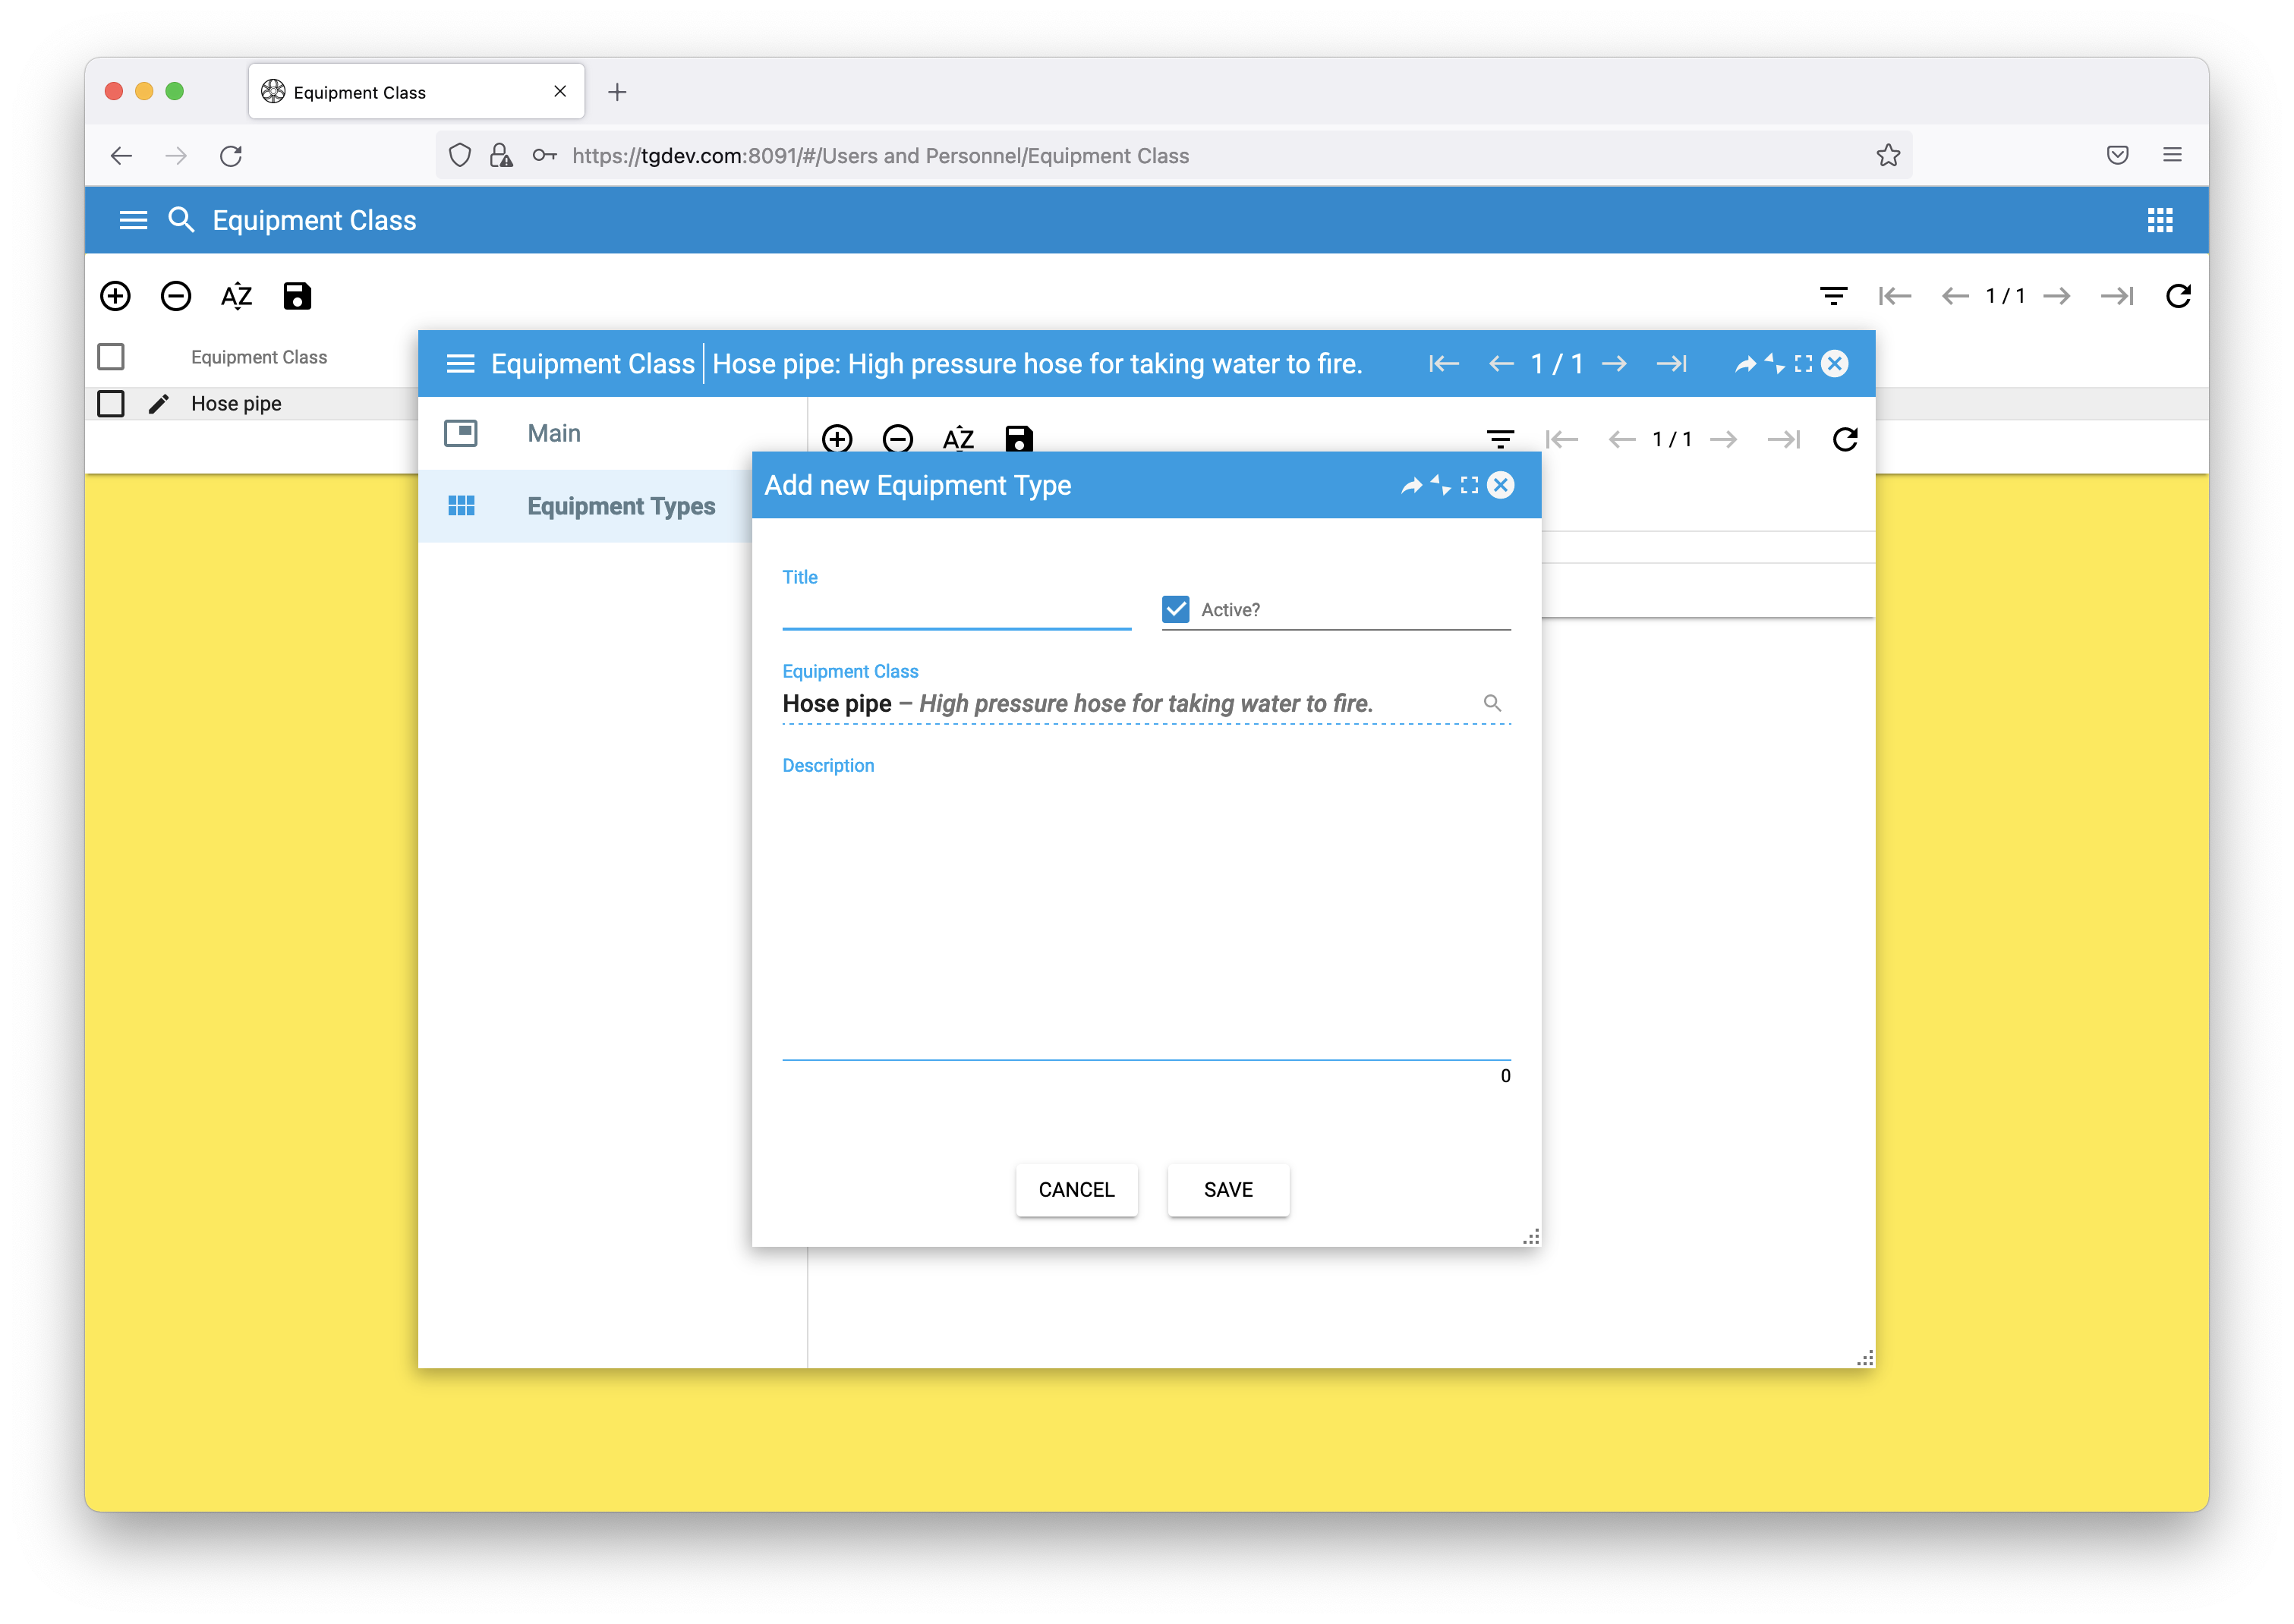 Equipment Class
https://tgdev.com:8091/#/Users and Personnel/Equipment Class
Equipment Class
AZ
1 / 1
Equipment Class
Hose pipe
Equipment Class Hose pipe: High pressure hose for taking water to fire.
1 / 1
Main
Equipment Types
AZ
1 / 1
Add new Equipment Type
Title
Active?
Equipment Class
Hose pipe – High pressure hose for taking water to fire.
Description
0
CANCEL
SAVE